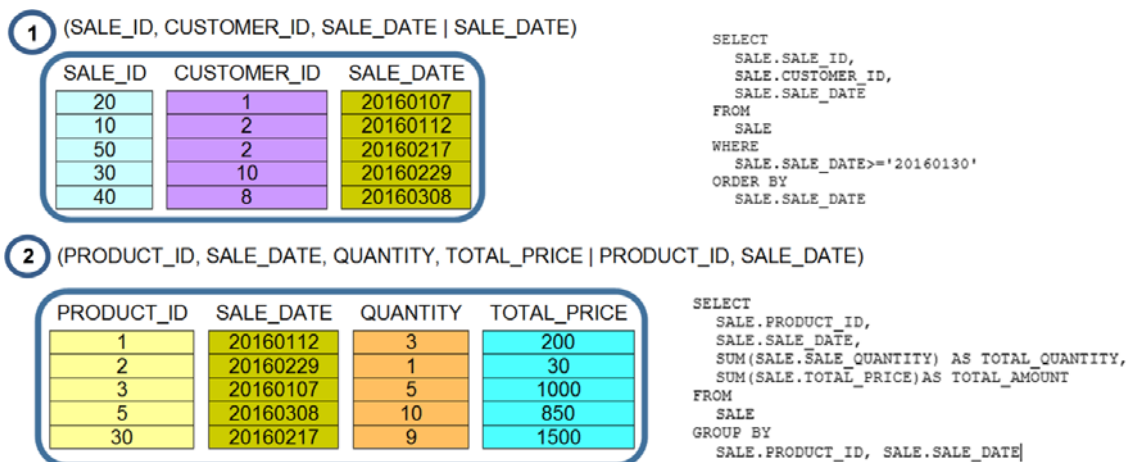 1 (SALE_ID, CUSTOMER_ID, SALE_DATE | SALE_DATE)
SALE_ID CUSTOMER_ID SALE_DATE
20 1 20160107
10 2 20160112
50 2 20160217
30 10 20160229
40 8 20160308
SELECT
SALE.SALE_ID,
SALE.CUSTOMER_ID,
SALE.SALE_DATE
FROM
SALE
WHERE
SALE.SALE_DATE>='20160130'
ORDER BY
SALE.SALE_DATE
2 (PRODUCT_ID, SALE_DATE, QUANTITY, TOTAL_PRICE | PRODUCT_ID, SALE_DATE)
PRODUCT_ID SALE_DATE QUANTITY TOTAL_PRICE
1 20160112 3 200
2 20160229 1 30
3 20160107 5 1000
5 20160308 10 850
30 20160217 9 1500
SELECT
SALE.PRODUCT_ID,
SALE.SALE_DATE,
SUM(SALE.SALE_QUANTITY) AS TOTAL_QUANTITY,
SUM(SALE.TOTAL_PRICE)AS TOTAL_AMOUNT
FROM
SALE
GROUP BY
SALE.PRODUCT_ID, SALE.SALE_DATE